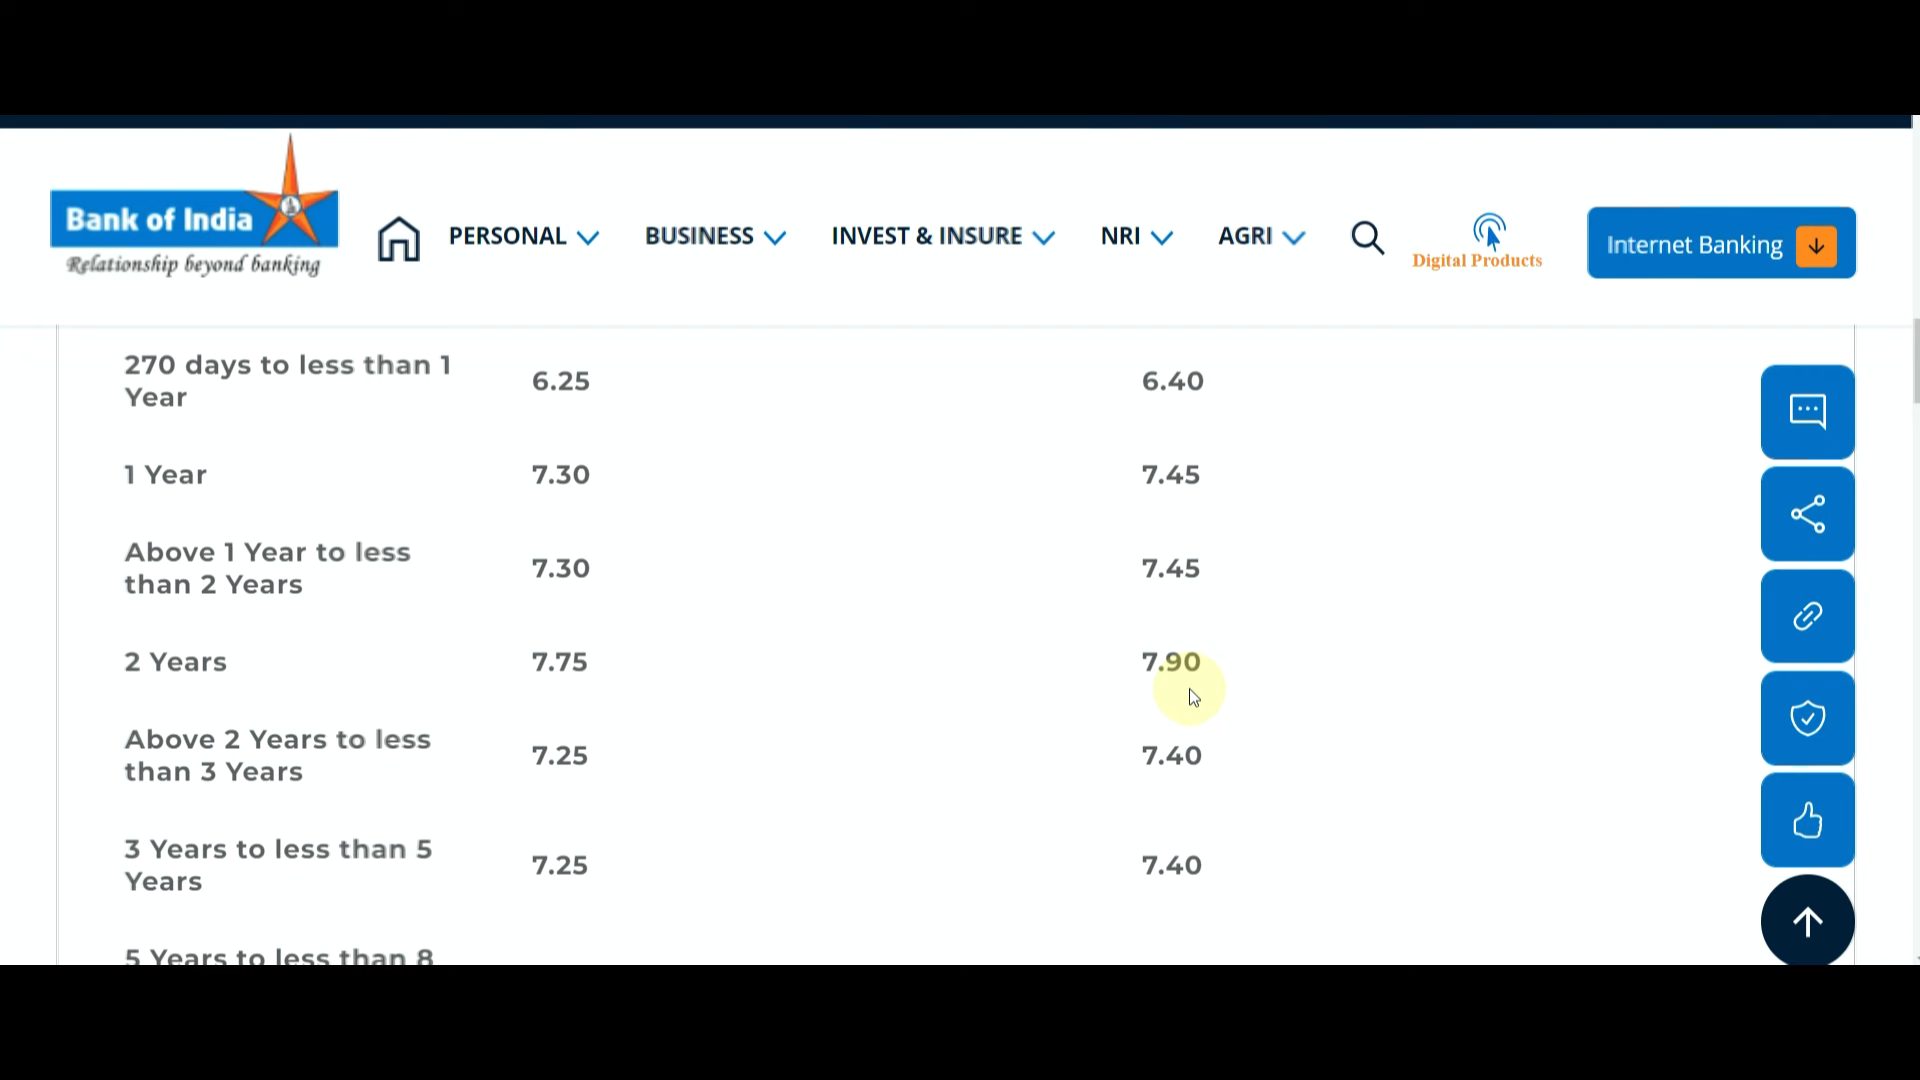 Bank of India
Relationship beyond banking
PERSONAL BUSINESS INVEST & INSURE NRI AGRI
Digital Products
Internet Banking
270 days to less than 1
Year
6.25 6.40
1 Year 7.30 7.45
Above 1 Year to less
than 2 Years
7.30 7.45
2 Years 7.75 7.90
Above 2 Years to less
than 3 Years
7.25 7.40
3 Years to less than 5
Years
7.25 7.40
5 Years to less than 8